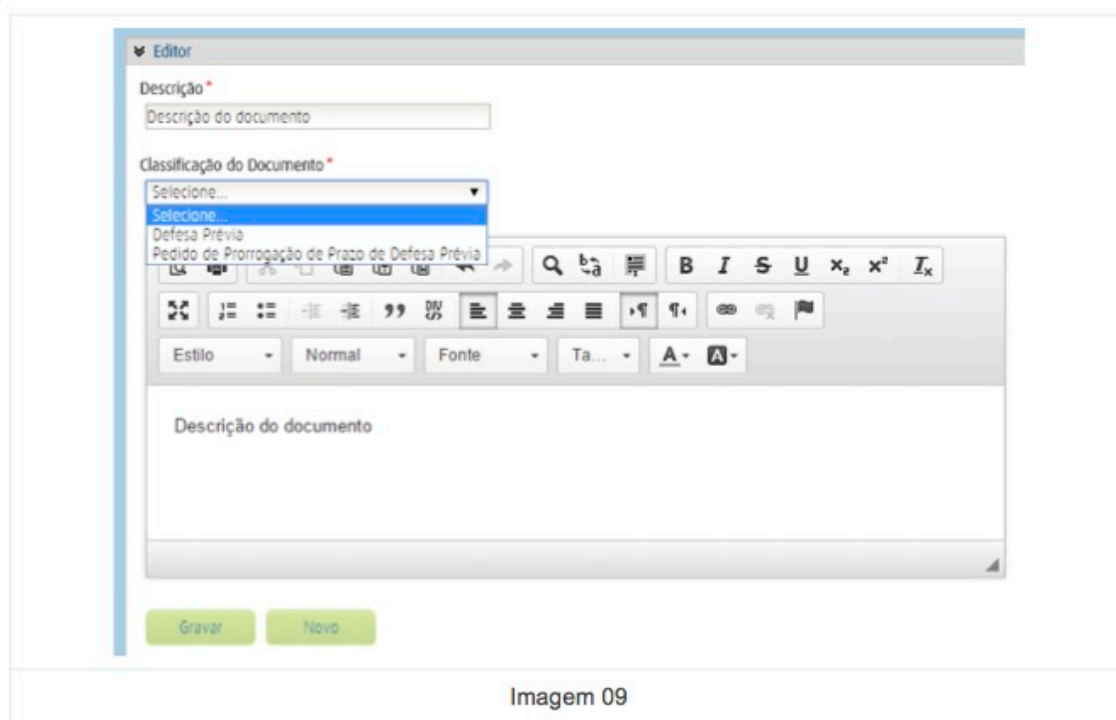 Editor
Descrição *
Descrição do documento
Classificação do Documento *
Selecione...
Selecione...
Defesa Prévia
Pedido de Prorrogação de Prazo de Defesa Prévia
B I S U x₂ x² Iₓ
Estilo Normal Fonte Ta... A A
Descrição do documento
Gravar Novo
Imagem 09